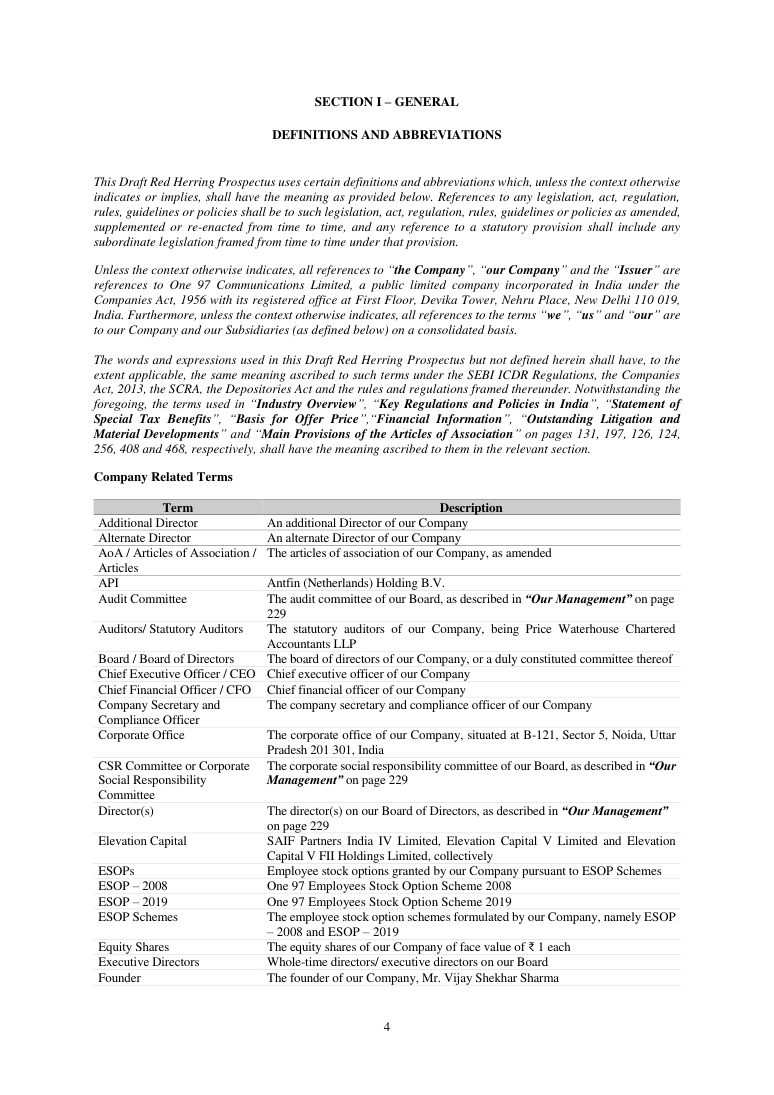 SECTION I – GENERAL
DEFINITIONS AND ABBREVIATIONS
This Draft Red Herring Prospectus uses certain definitions and abbreviations which, unless the context otherwise
indicates or implies, shall have the meaning as provided below. References to any legislation, act, regulation,
rules, guidelines or policies shall be to such legislation, act, regulation, rules, guidelines or policies as amended,
supplemented or re-enacted from time to time, and any reference to a statutory provision shall include any
subordinate legislation framed from time to time under that provision.
Unless the context otherwise indicates, all references to “the Company”, “our Company” and the “Issuer” are
references to One 97 Communications Limited, a public limited company incorporated in India under the
Companies Act, 1956 with its registered office at First Floor, Devika Tower, Nehru Place, New Delhi 110 019,
India. Furthermore, unless the context otherwise indicates, all references to the terms “we”, “us” and “our” are
to our Company and our Subsidiaries (as defined below) on a consolidated basis.
The words and expressions used in this Draft Red Herring Prospectus but not defined herein shall have, to the
extent applicable, the same meaning ascribed to such terms under the SEBI ICDR Regulations, the Companies
Act, 2013, the SCRA, the Depositories Act and the rules and regulations framed thereunder. Notwithstanding the
foregoing, the terms used in “Industry Overview”, “Key Regulations and Policies in India”, “Statement of
Special Tax Benefits”, “Basis for Offer Price”,“Financial Information”, “Outstanding Litigation and
Material Developments” and “Main Provisions of the Articles of Association” on pages 131, 197, 126, 124,
256, 408 and 468, respectively, shall have the meaning ascribed to them in the relevant section.
Company Related Terms
Term Description
Additional Director An additional Director of our Company
Alternate Director An alternate Director of our Company
AoA / Articles of Association / The articles of association of our Company, as amended
Articles
API Antfin (Netherlands) Holding B.V.
Audit Committee The audit committee of our Board, as described in “Our Management” on page
229
Auditors/ Statutory Auditors The statutory auditors of our Company, being Price Waterhouse Chartered
Accountants LLP
Board / Board of Directors The board of directors of our Company, or a duly constituted committee thereof
Chief Executive Officer / CEO Chief executive officer of our Company
Chief Financial Officer / CFO Chief financial officer of our Company
Company Secretary and The company secretary and compliance officer of our Company
Compliance Officer
Corporate Office The corporate office of our Company, situated at B-121, Sector 5, Noida, Uttar
Pradesh 201 301, India
CSR Committee or Corporate The corporate social responsibility committee of our Board, as described in “Our
Social Responsibility Management” on page 229
Committee
Director(s) The director(s) on our Board of Directors, as described in “Our Management”
on page 229
Elevation Capital SAIF Partners India IV Limited, Elevation Capital V Limited and Elevation
Capital V FII Holdings Limited, collectively
ESOPs Employee stock options granted by our Company pursuant to ESOP Schemes
ESOP – 2008 One 97 Employees Stock Option Scheme 2008
ESOP – 2019 One 97 Employees Stock Option Scheme 2019
ESOP Schemes The employee stock option schemes formulated by our Company, namely ESOP
– 2008 and ESOP – 2019
Equity Shares The equity shares of our Company of face value of ₹ 1 each
Executive Directors Whole-time directors/ executive directors on our Board
Founder The founder of our Company, Mr. Vijay Shekhar Sharma
4